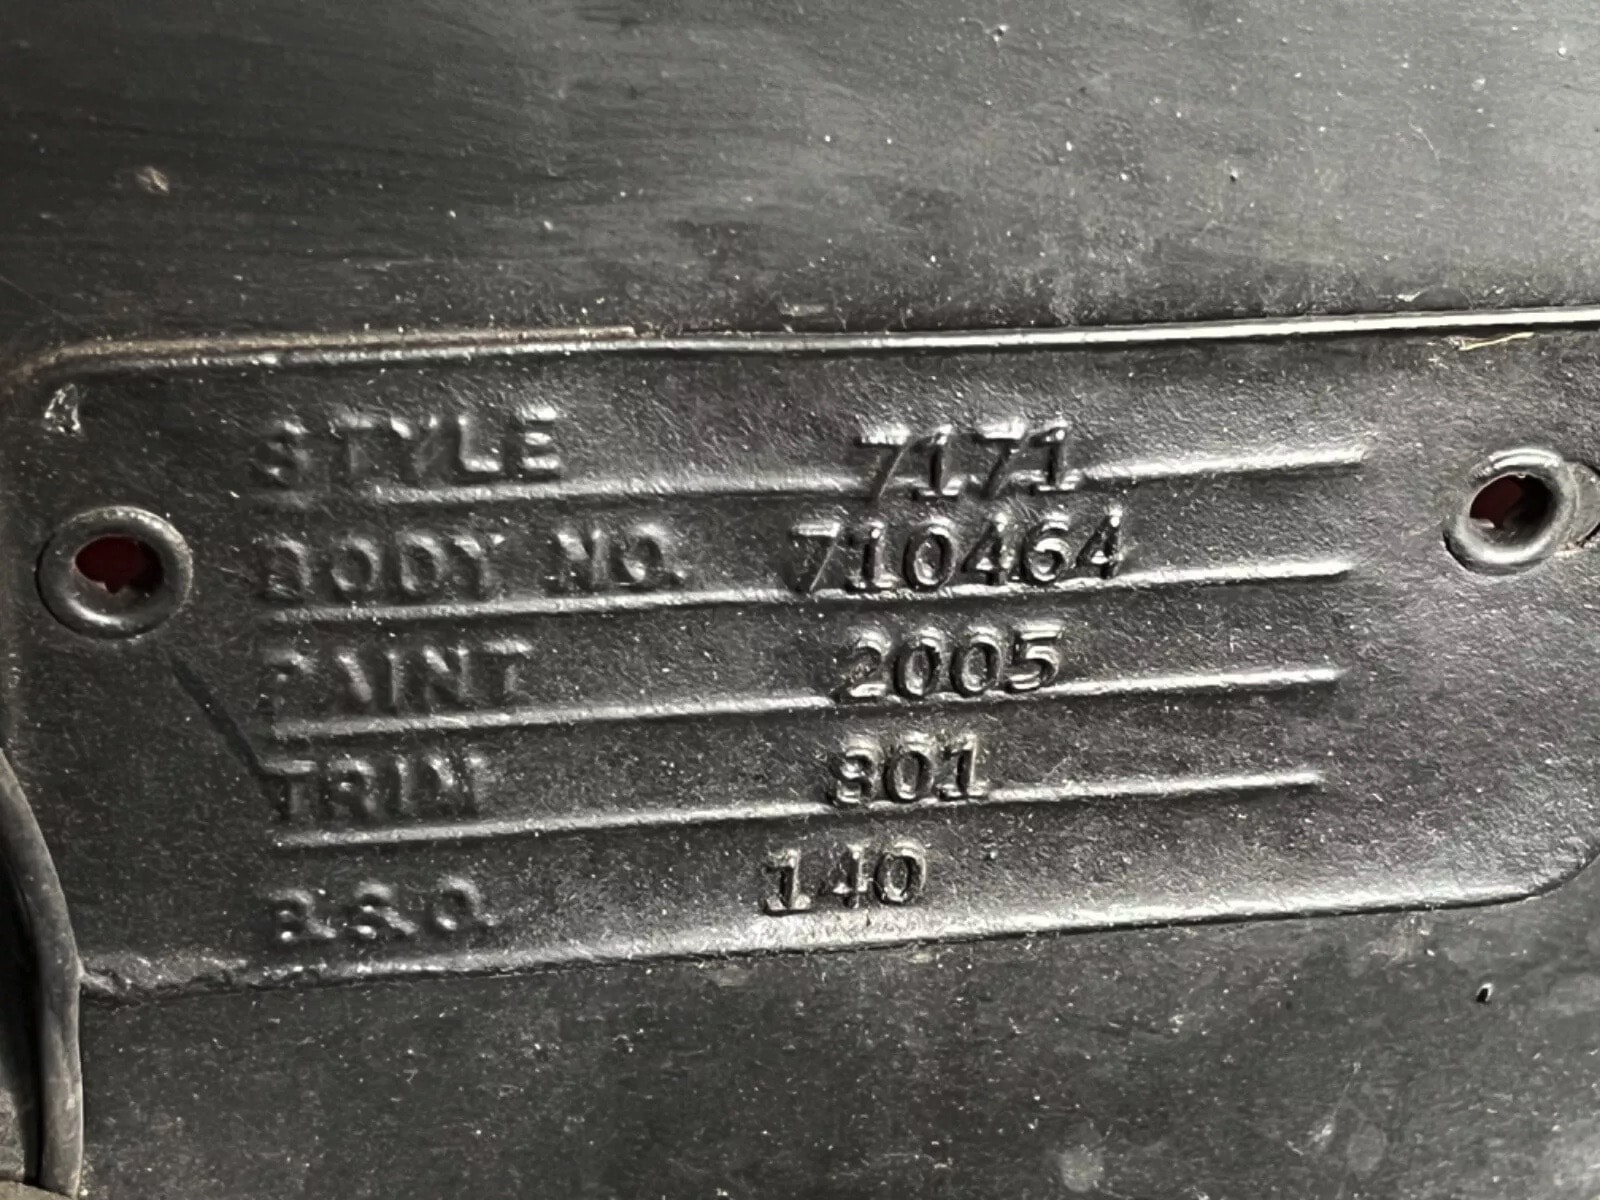 STYLE 7171
BODY NO. 710464
PAINT 2005
TRIM 801
B.S.O. 140